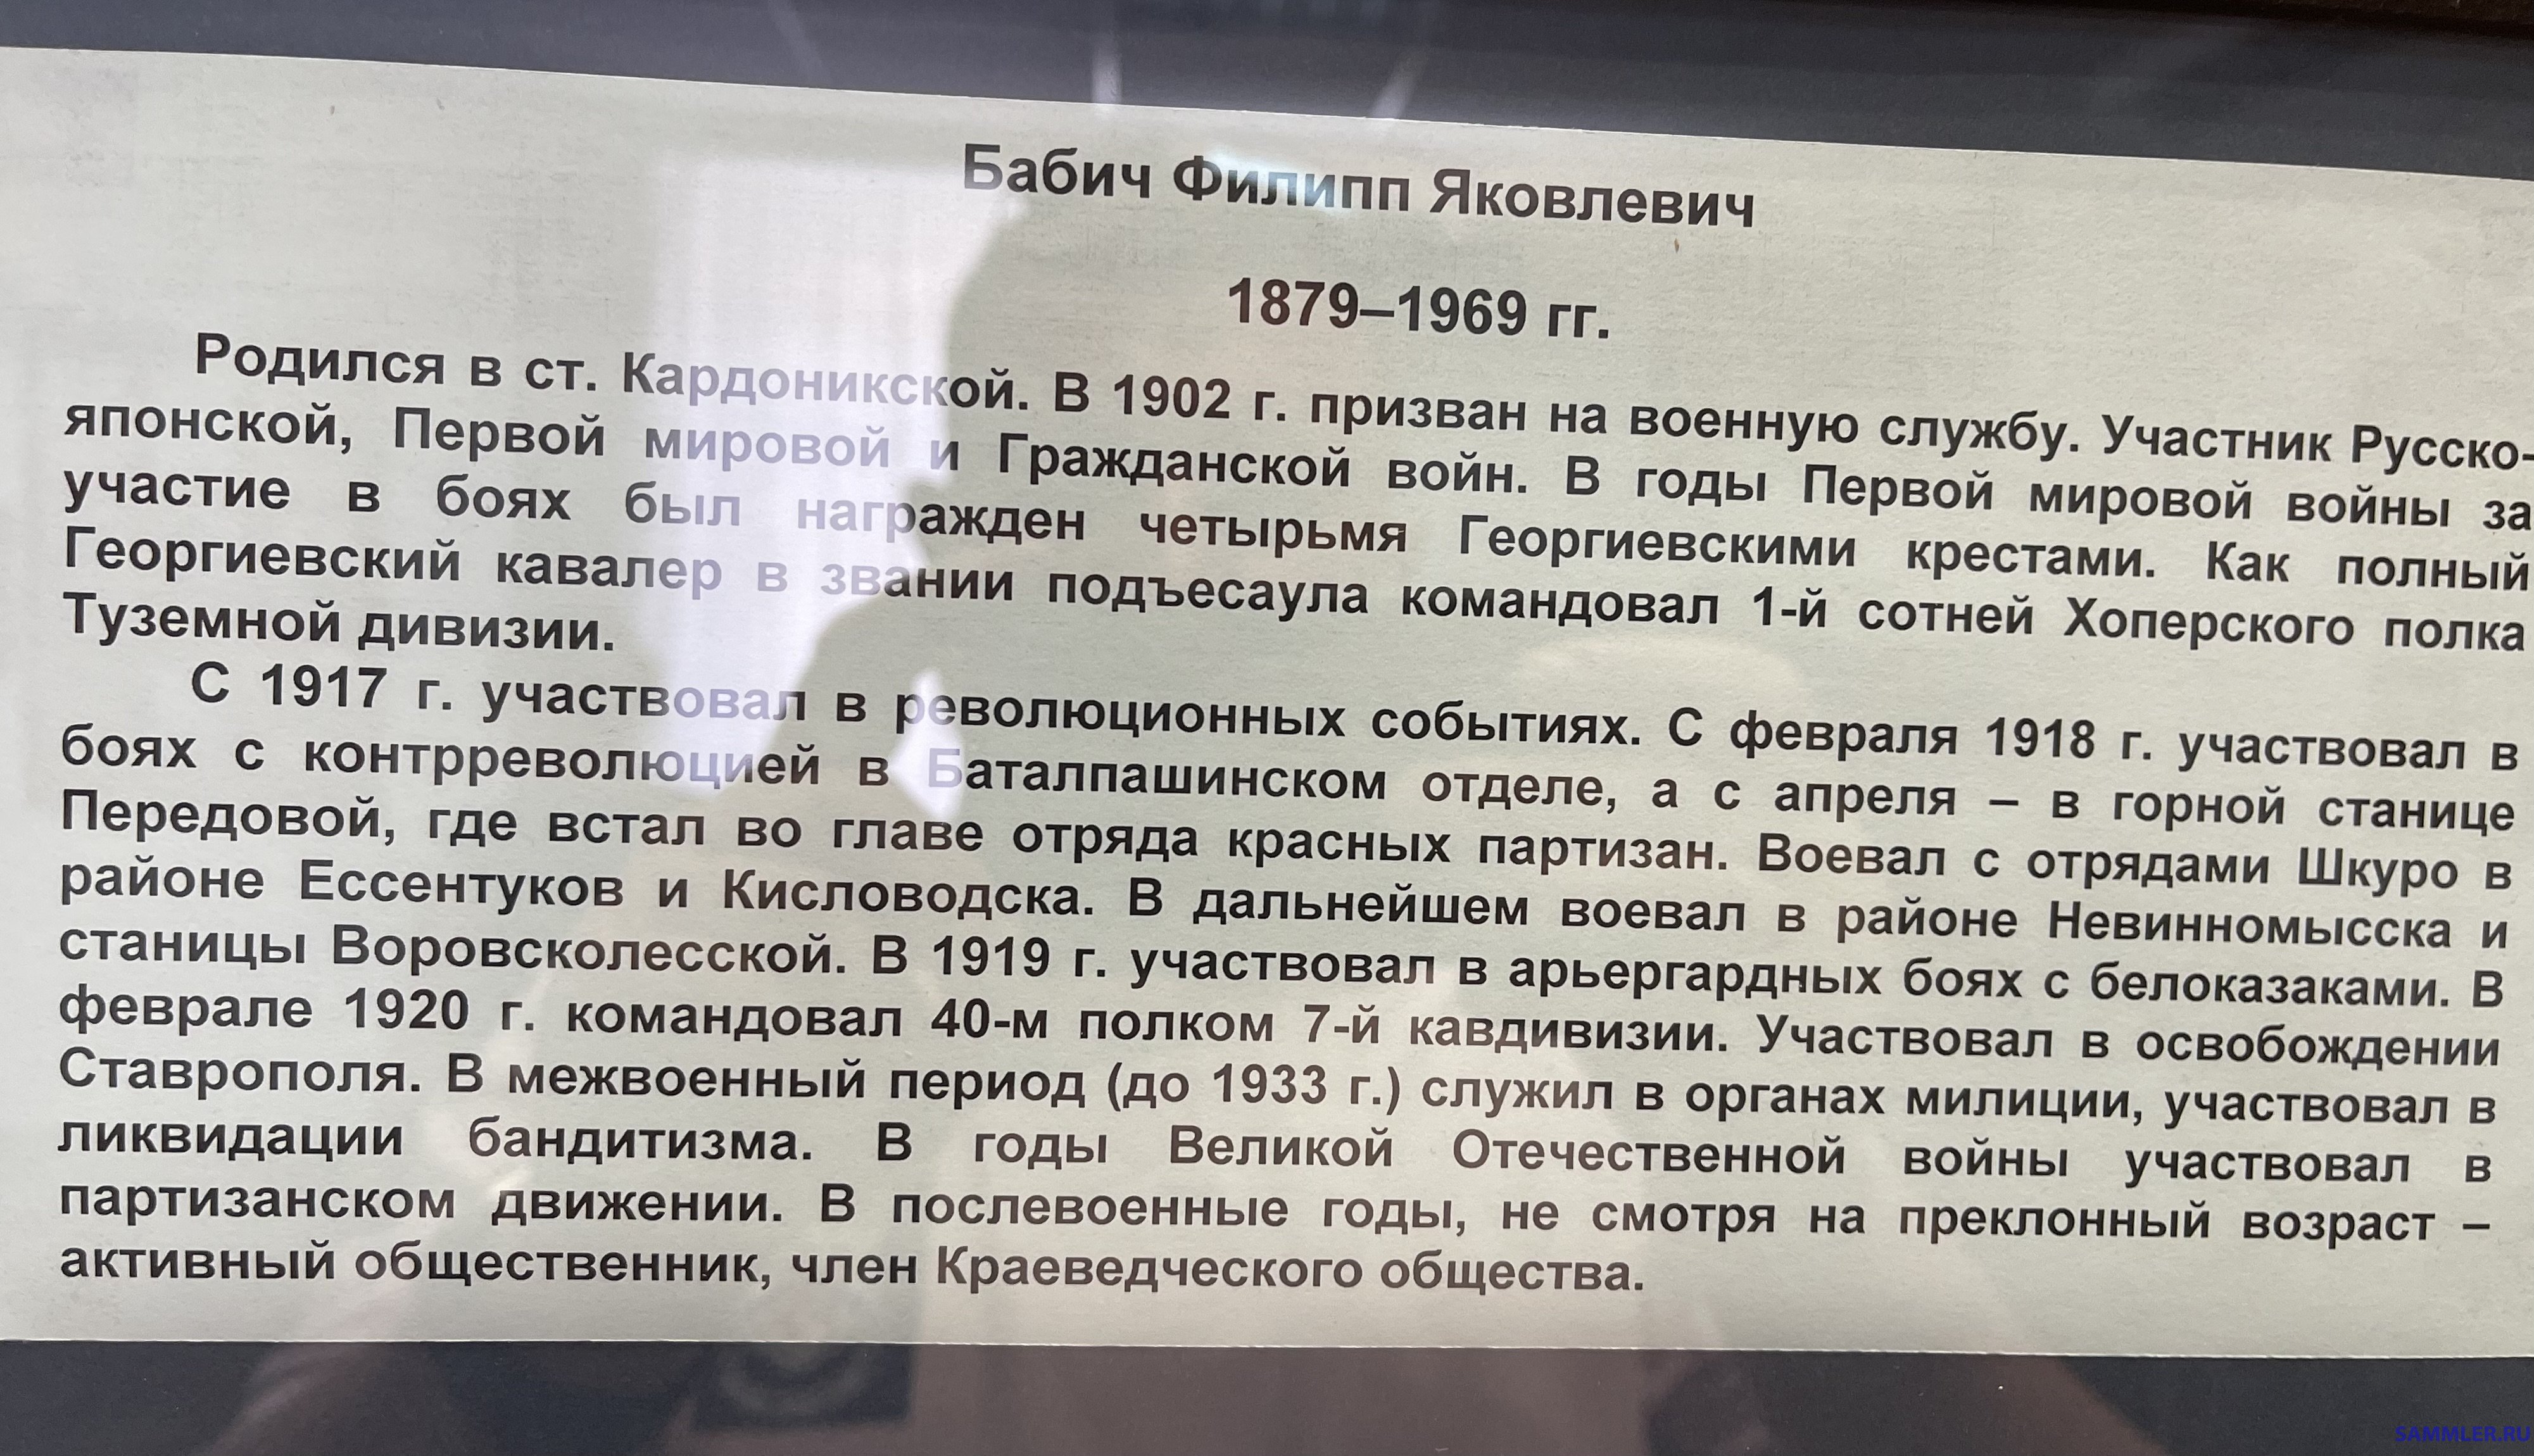 Бабич Филипп Яковлевич
1879–1969 гг.
Родился в ст. Кардоникской. В 1902 г. призван на военную службу. Участник Русско-
японской, Первой мировой и Гражданской войн. В годы Первой мировой войны за
участие в боях был награжден четырьмя Георгиевскими крестами. Как полный
Георгиевский кавалер в звании подъесаула командовал 1-й сотней Хоперского полка
Туземной дивизии.
С 1917 г. участвовал в революционных событиях. С февраля 1918 г. участвовал в
боях с контрреволюцией в Баталпашинском отделе, а с апреля – в горной станице
Передовой, где встал во главе отряда красных партизан. Воевал с отрядами Шкуро в
районе Ессентуков и Кисловодска. В дальнейшем воевал в районе Невинномысска и
станицы Воровсколесской. В 1919 г. участвовал в арьергардных боях с белоказаками. В
феврале 1920 г. командовал 40-м полком 7-й кавдивизии. Участвовал в освобождении
Ставрополя. В межвоенный период (до 1933 г.) служил в органах милиции, участвовал в
ликвидации бандитизма. В годы Великой Отечественной войны участвовал в
партизанском движении. В послевоенные годы, не смотря на преклонный возраст –
активный общественник, член Краеведческого общества.
SAMMLER.RU